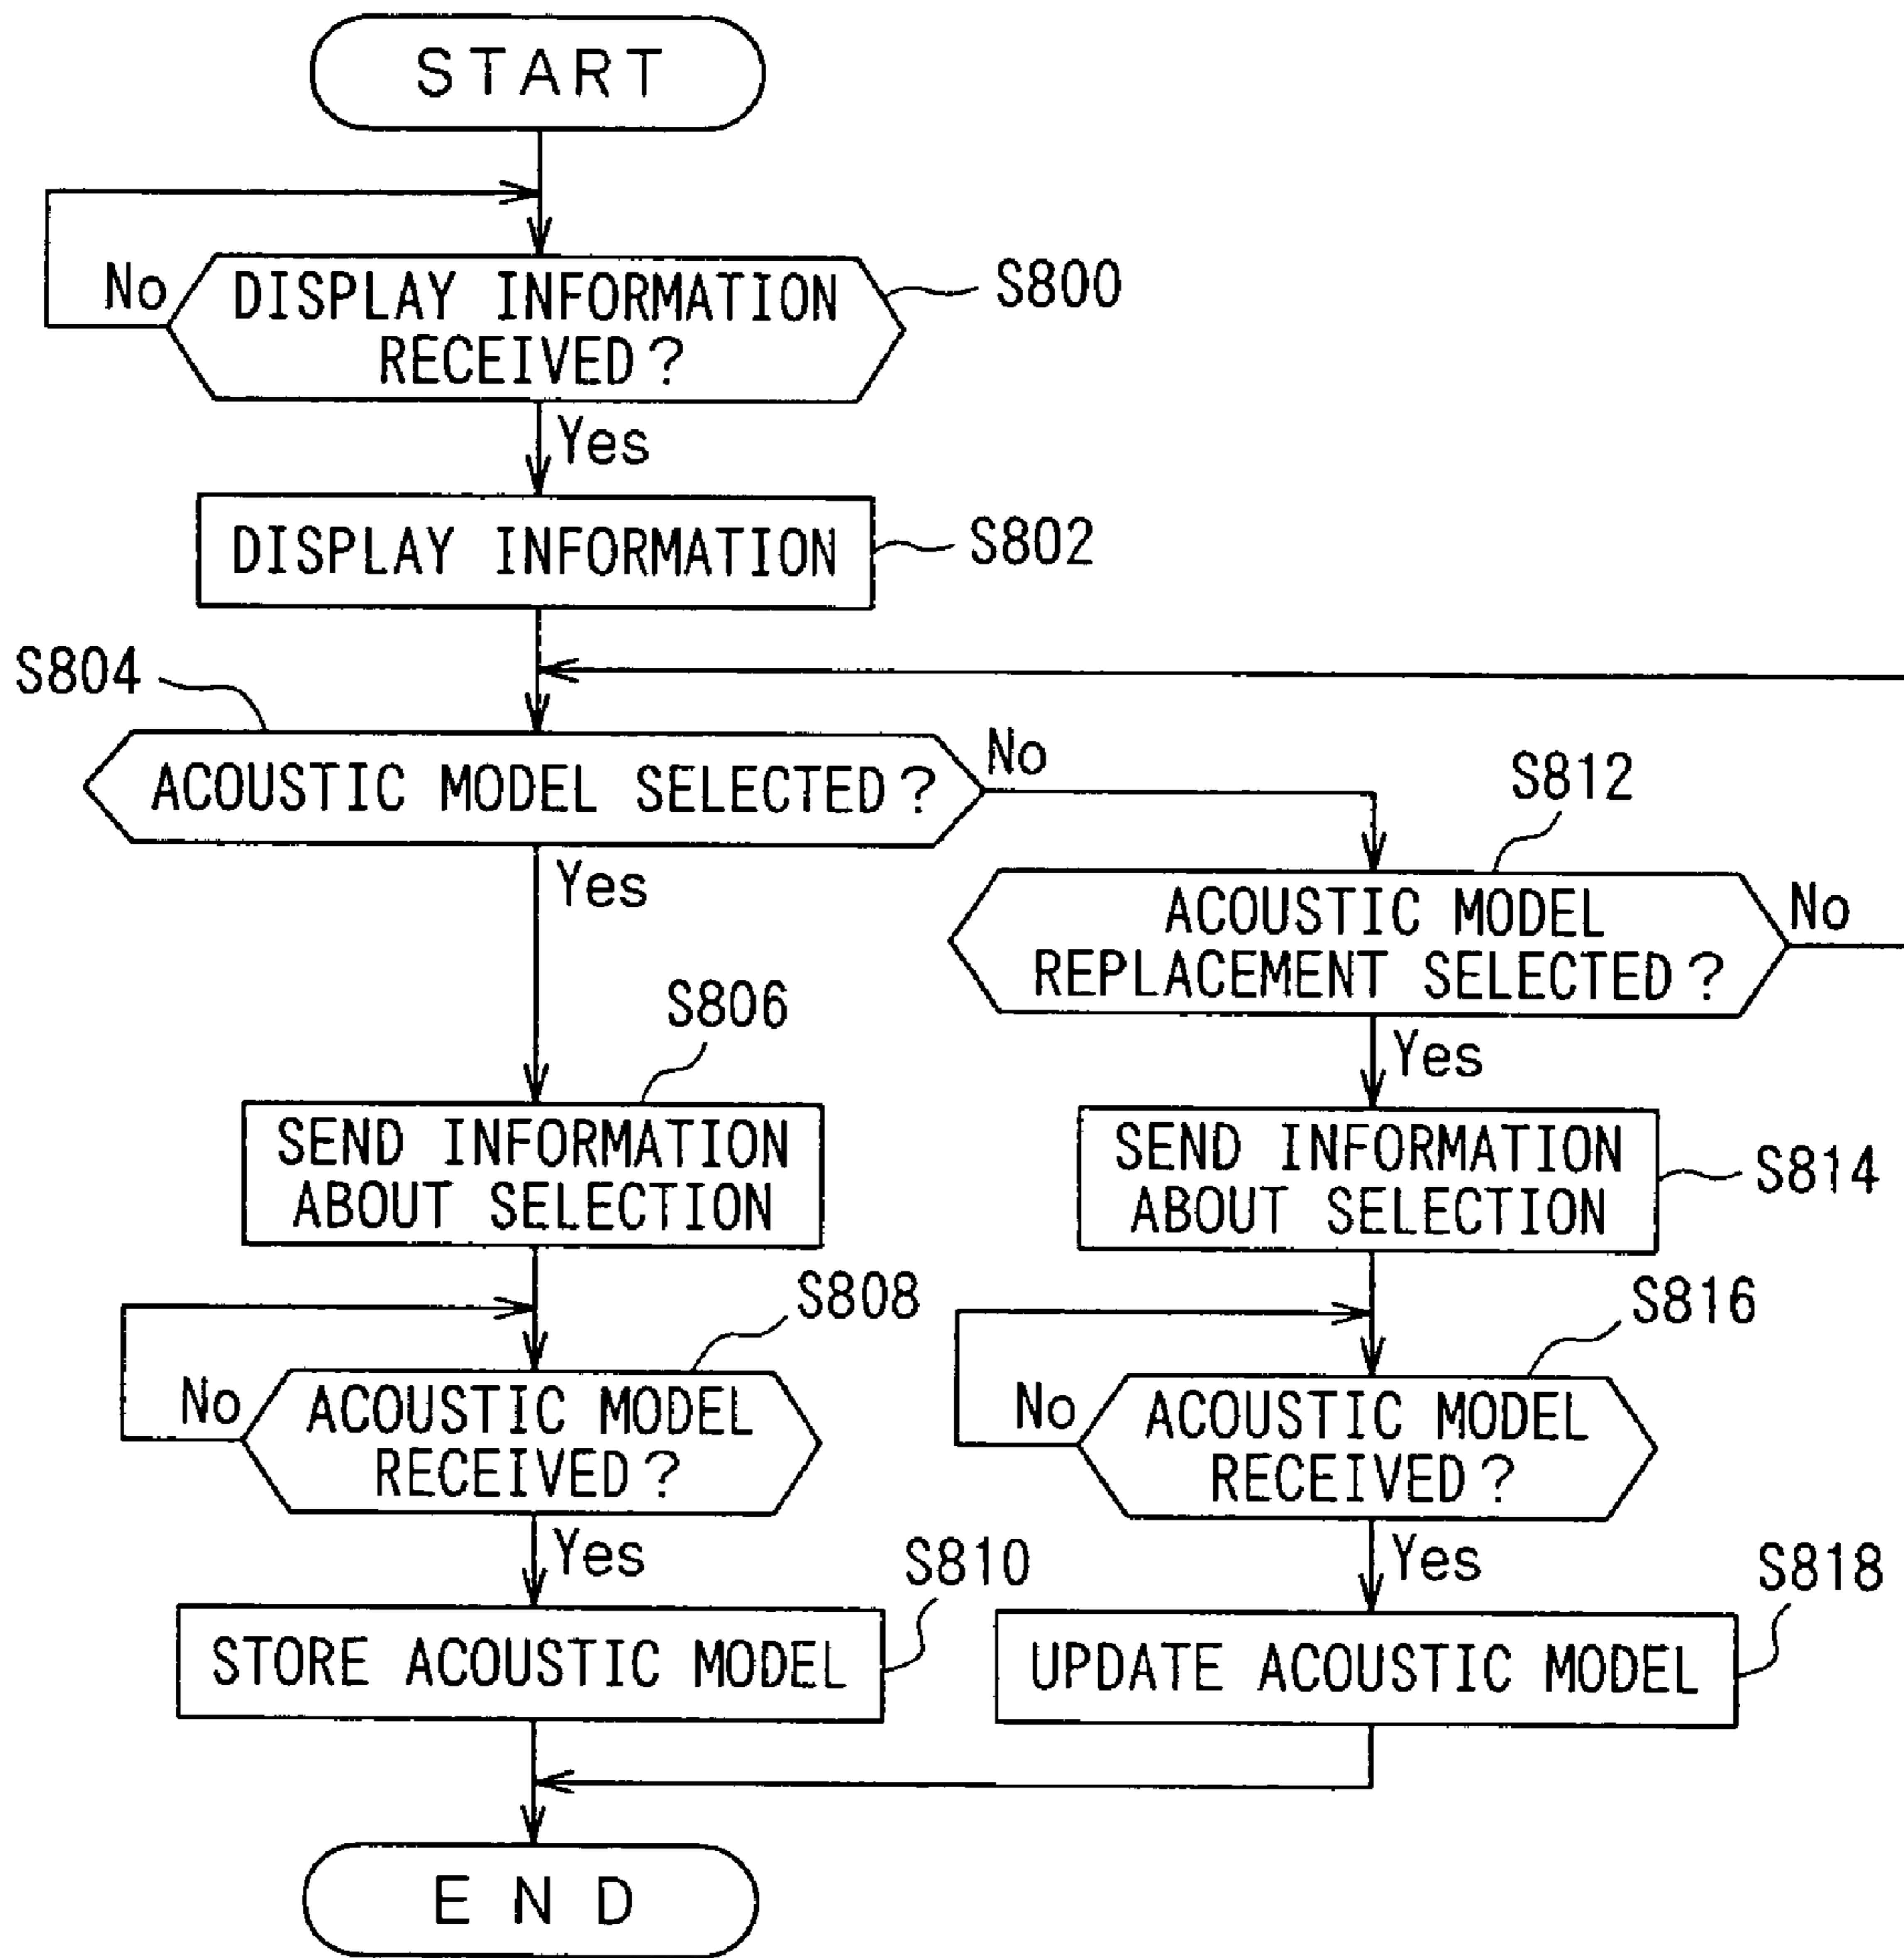 START
No
DISPLAY INFORMATION
RECEIVED?
S800
Yes
DISPLAY INFORMATION
S802
S804
ACOUSTIC MODEL SELECTED?
No
Yes
S812
ACOUSTIC MODEL
REPLACEMENT SELECTED?
No
Yes
S806
SEND INFORMATION
ABOUT SELECTION
SEND INFORMATION
ABOUT SELECTION
S814
S808
No
ACOUSTIC MODEL
RECEIVED?
Yes
S816
No
ACOUSTIC MODEL
RECEIVED?
Yes
S810
STORE ACOUSTIC MODEL
S818
UPDATE ACOUSTIC MODEL
END